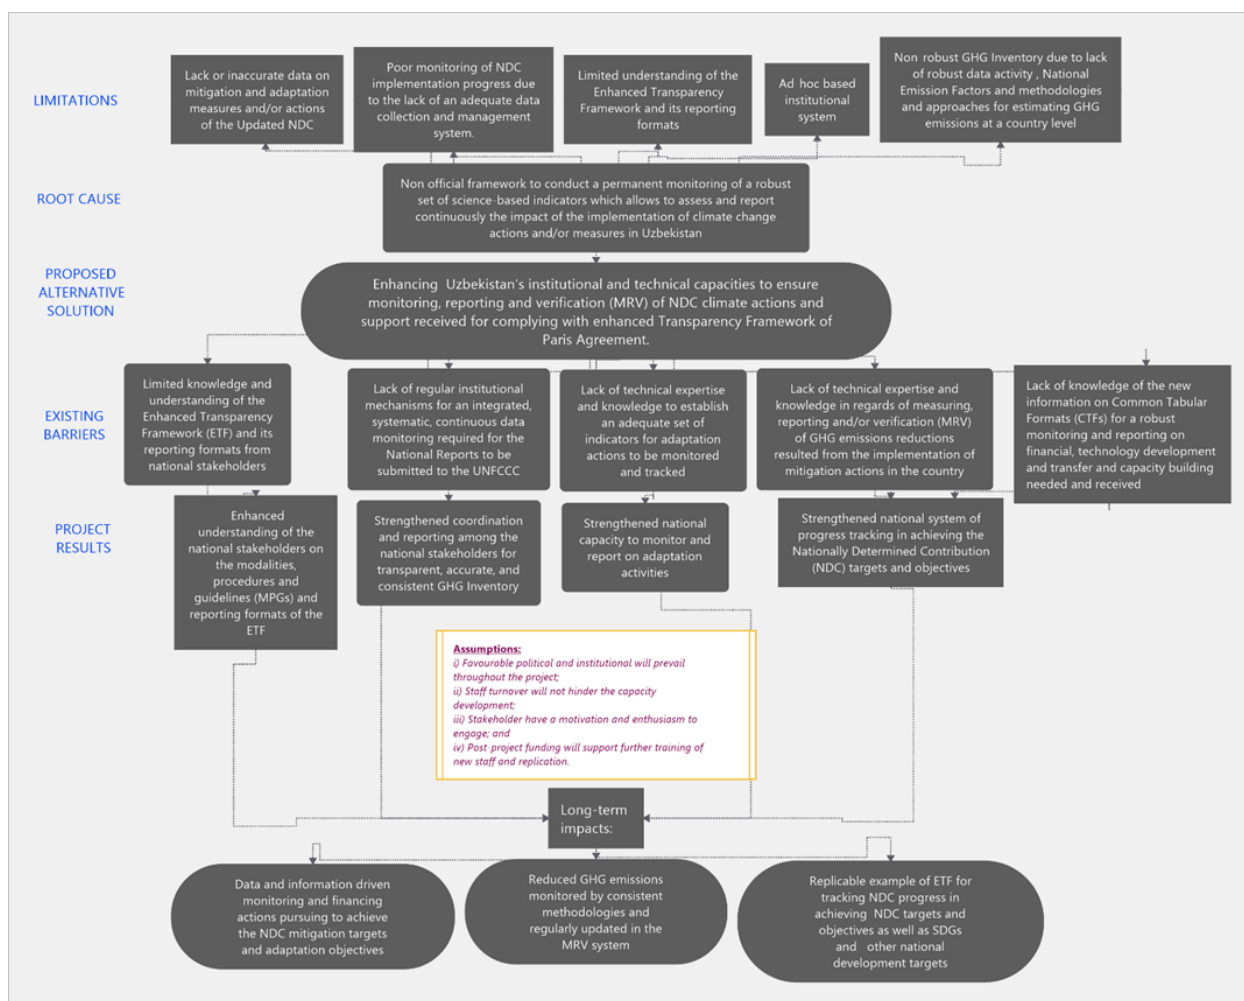 LIMITATIONS
Lack or inaccurate data on
mitigation and adaptation
measures and/or actions
of the Updated NDC
Poor monitoring of NDC
implementation progress due
to the lack of an adequate data
collection and management
system.
Limited understanding of the
Enhanced Transparency
Framework and its reporting
formats
Ad-hoc based
institutional
system
Non robust GHG Inventory due to lack
of robust data activity , National
Emission Factors and methodologies
and approaches for estimating GHG
emissions at a country level
ROOT CAUSE
Non official framework to conduct a permanent monitoring of a robust
set of science-based indicators which allows to assess and report
continuously the impact of the implementation of climate change
actions and/or measures in Uzbekistan
PROPOSED
ALTERNATIVE
SOLUTION
Enhancing Uzbekistan's institutional and technical capacities to ensure
monitoring, reporting and verification (MRV) of NDC climate actions and
support received for complying with enhanced Transparency Framework of
Paris Agreement.
EXISTING
BARRIERS
Limited knowledge and
understanding of the
Enhanced Transparency
Framework (ETF) and its
reporting formats from
national stakeholders
Lack of regular institutional
mechanisms for an integrated,
systematic, continuous data
monitoring required for the
National Reports to be
submitted to the UNFCCC
Lack of technical expertise
and knowledge to establish
an adequate set of
indicators for adaptation
actions to be monitored
and tracked
Lack of technical expertise and
knowledge in regards of measuring,
reporting and/or verification (MRV)
of GHG emissions reductions
resulted from the implementation of
mitigation actions in the country
Lack of knowledge of the new
information on Common Tabular
Formats (CTFs) for a robust
monitoring and reporting on
financial, technology development
and transfer and capacity building
needed and received
PROJECT
RESULTS
Enhanced
understanding of the
national stakeholders on
the modalities,
procedures and
guidelines (MPGs) and
reporting formats of the
ETF
Strengthened coordination
and reporting among the
national stakeholders for
transparent, accurate, and
consistent GHG Inventory
Strengthened national
capacity to monitor and
report on adaptation
activities
Strengthened national system of
progress tracking in achieving the
Nationally Determined Contribution
(NDC) targets and objectives
Assumptions:
i) Favourable political and institutional will prevail
throughout the project;
ii) Staff turnover will not hinder the capacity
development;
iii) Stakeholder have a motivation and enthusiasm to
engage; and
iv) Post-project funding will support further training of
new staff and replication.
Long-term
impacts:
Data and information driven
monitoring and financing
actions pursuing to achieve
the NDC mitigation targets
and adaptation objectives
Reduced GHG emissions
monitored by consistent
methodologies and
regularly updated in the
MRV system
Replicable example of ETF for
tracking NDC progress in
achieving NDC targets and
objectives as well as SDGs
and other national
development targets